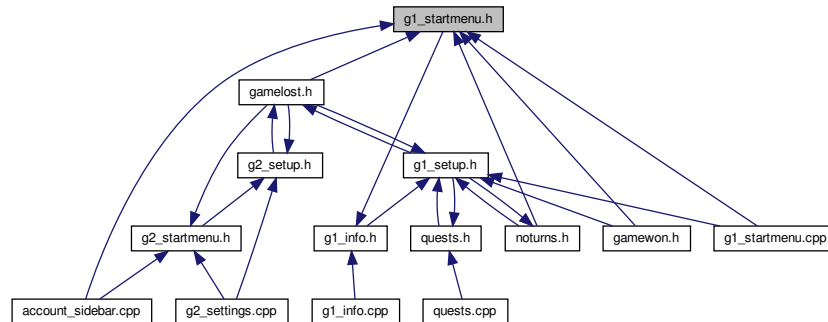 g1_startmenu.h
gamelost.h
g2_setup.h
g1_setup.h
g2_startmenu.h
g1_info.h
quests.h
noturns.h
gamewon.h
g1_startmenu.cpp
account_sidebar.cpp
g2_settings.cpp
g1_info.cpp
quests.cpp